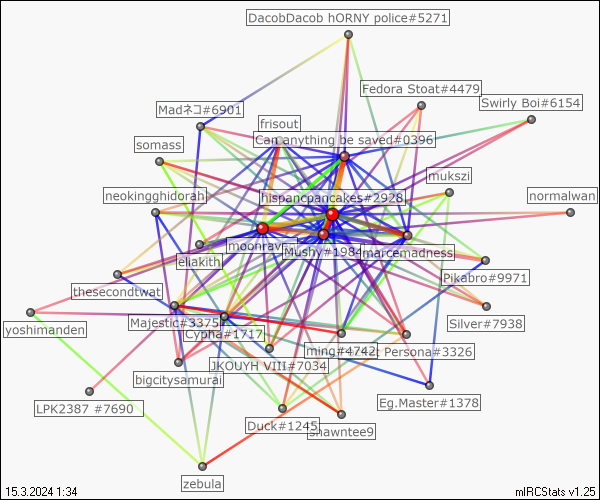 DacobDacob hORNY police#5271
Fedora Stoat#4479
Swirly Boi#6154
Madネコ#6901
frisout
Can anything be saved#0396
somass
mukszi
neokingghidorah
hispancpancakes#2928
normalwan
moonrav
Mushy#1984
marcemadness
eliakith
Pikabro#9971
thesecondtwat
Silver#7938
yoshimanden
Majestic#3375
Cypha#1717
ming#4742
Persona#3326
JKOUYH VIII#7034
bigcitysamurai
Eg.Master#1378
LPK2387 #7690
Duck#1245
shawntee9
zebula
15.3.2024 1:34
mIRCStats v1.25